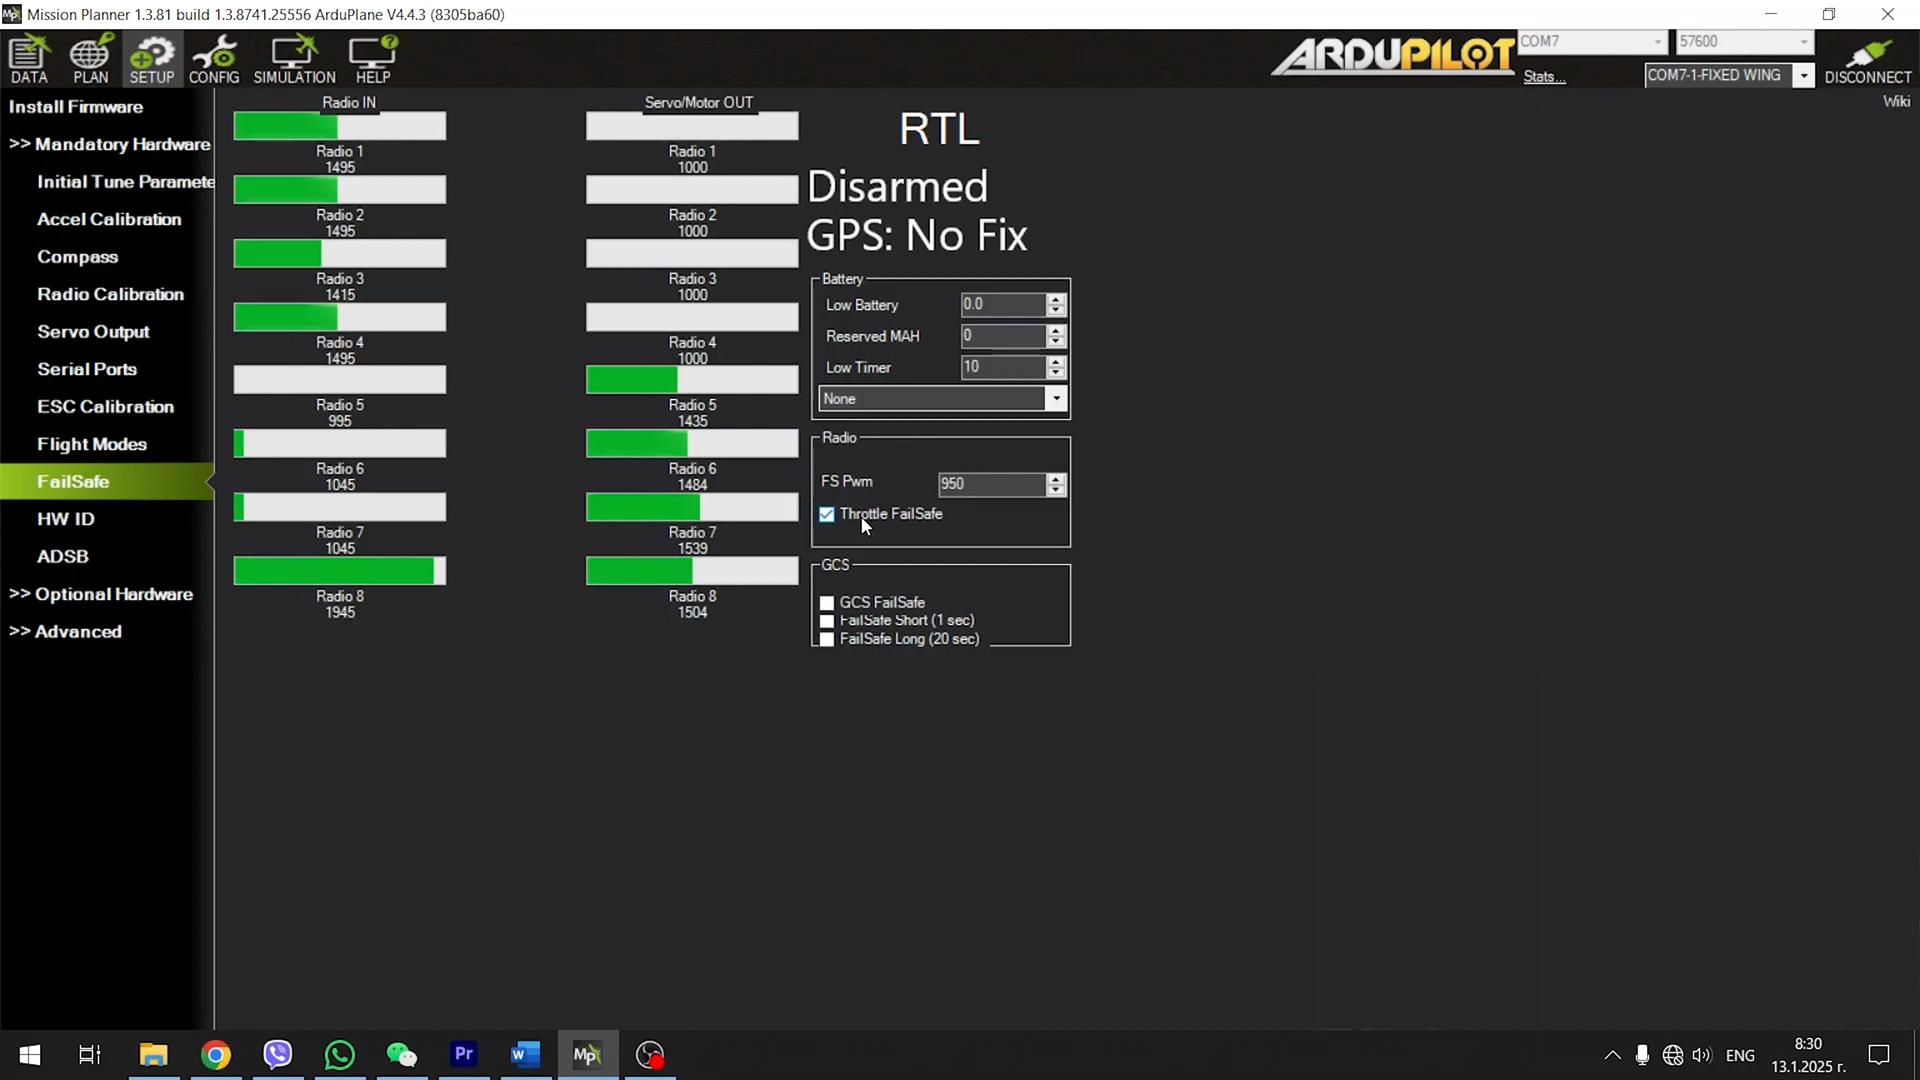 Mission Planner 1.3.81 build 1.3.8741.25556 ArduPlane V4.4.3 (8305ba60)
DATA
PLAN
SETUP
CONFIG
SIMULATION
HELP
ARDUPILOT
COM7
57600
Stats...
COM7-1-FIXED WING
DISCONNECT
Wiki
Install Firmware
>> Mandatory Hardware
Initial Tune Paramete
Accel Calibration
Compass
Radio Calibration
Servo Output
Serial Ports
ESC Calibration
Flight Modes
FailSafe
HW ID
ADSB
>> Optional Hardware
>> Advanced
Radio IN
Radio 1
1495
Radio 2
1495
Radio 3
1415
Radio 4
1495
Radio 5
995
Radio 6
1045
Radio 7
1045
Radio 8
1945
Servo/Motor OUT
Radio 1
1000
Radio 2
1000
Radio 3
1000
Radio 4
1000
Radio 5
1435
Radio 6
1484
Radio 7
1539
Radio 8
1504
RTL
Disarmed
GPS: No Fix
Battery
Low Battery 0.0
Reserved MAH 0
Low Timer 10
None
Radio
FS Pwm 950
Throttle FailSafe
GCS
GCS FailSafe
FailSafe Short (1 sec)
FailSafe Long (20 sec)
Pr
W
Mp
ENG
8:30
13.1.2025 г.